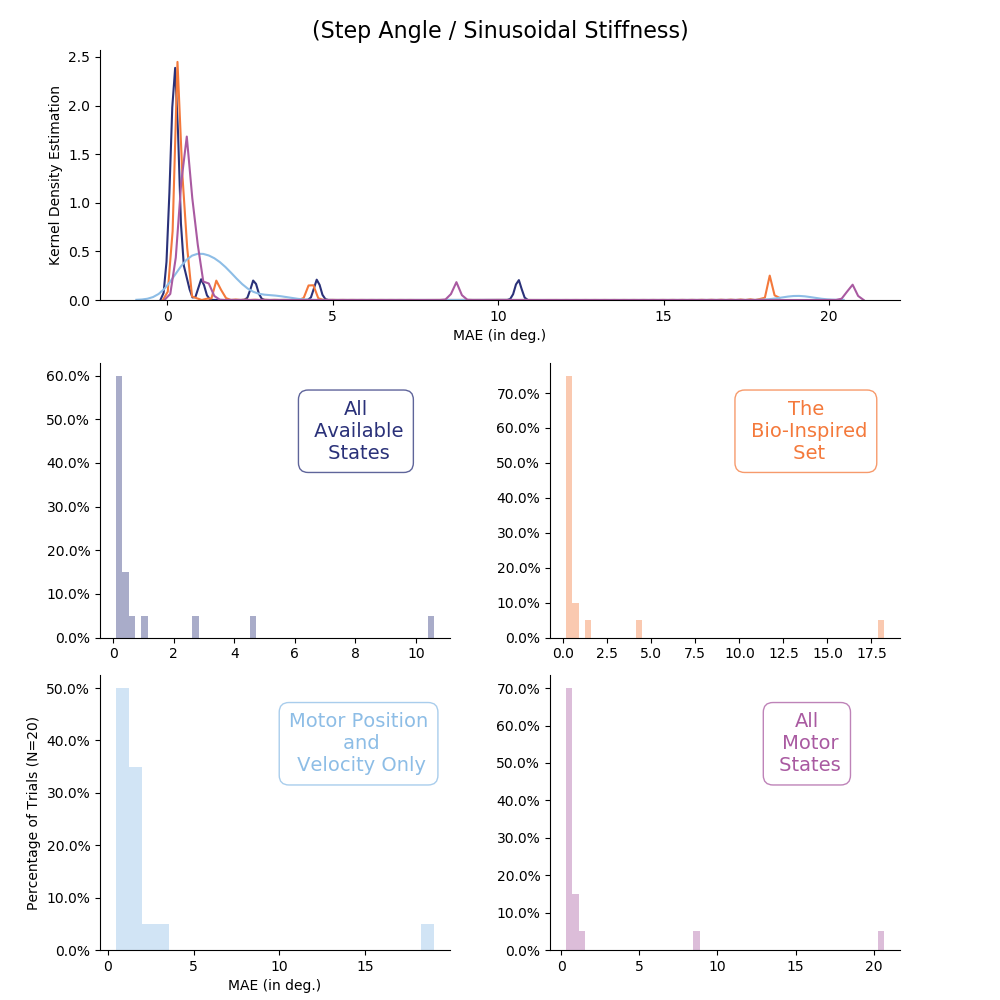 (Step Angle / Sinusoidal Stiffness)
Kernel Density Estimation
2.5
2.0
1.5
1.0
0.5
0.0
0 5 10 15 20
MAE (in deg.)
60.0%
50.0%
40.0%
30.0%
20.0%
10.0%
0.0%
0 2 4 6 8 10
All
Available
States
70.0%
60.0%
50.0%
40.0%
30.0%
20.0%
10.0%
0.0%
0.0 2.5 5.0 7.5 10.0 12.5 15.0 17.5
The
Bio-Inspired
Set
Percentage of Trials (N=20)
50.0%
40.0%
30.0%
20.0%
10.0%
0.0%
0 5 10 15
MAE (in deg.)
Motor Position
and
Velocity Only
70.0%
60.0%
50.0%
40.0%
30.0%
20.0%
10.0%
0.0%
0 5 10 15 20
All
Motor
States